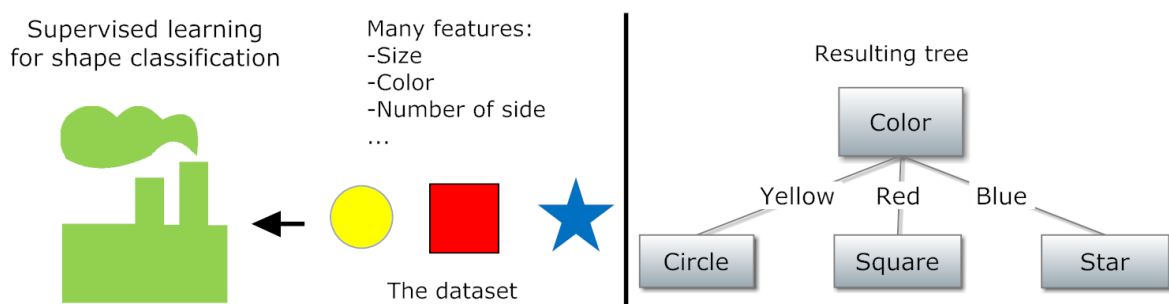 Supervised learning
for shape classification
Many features:
-Size
-Color
-Number of side
...
The dataset
Resulting tree
Color
Yellow Red Blue
Circle Square Star